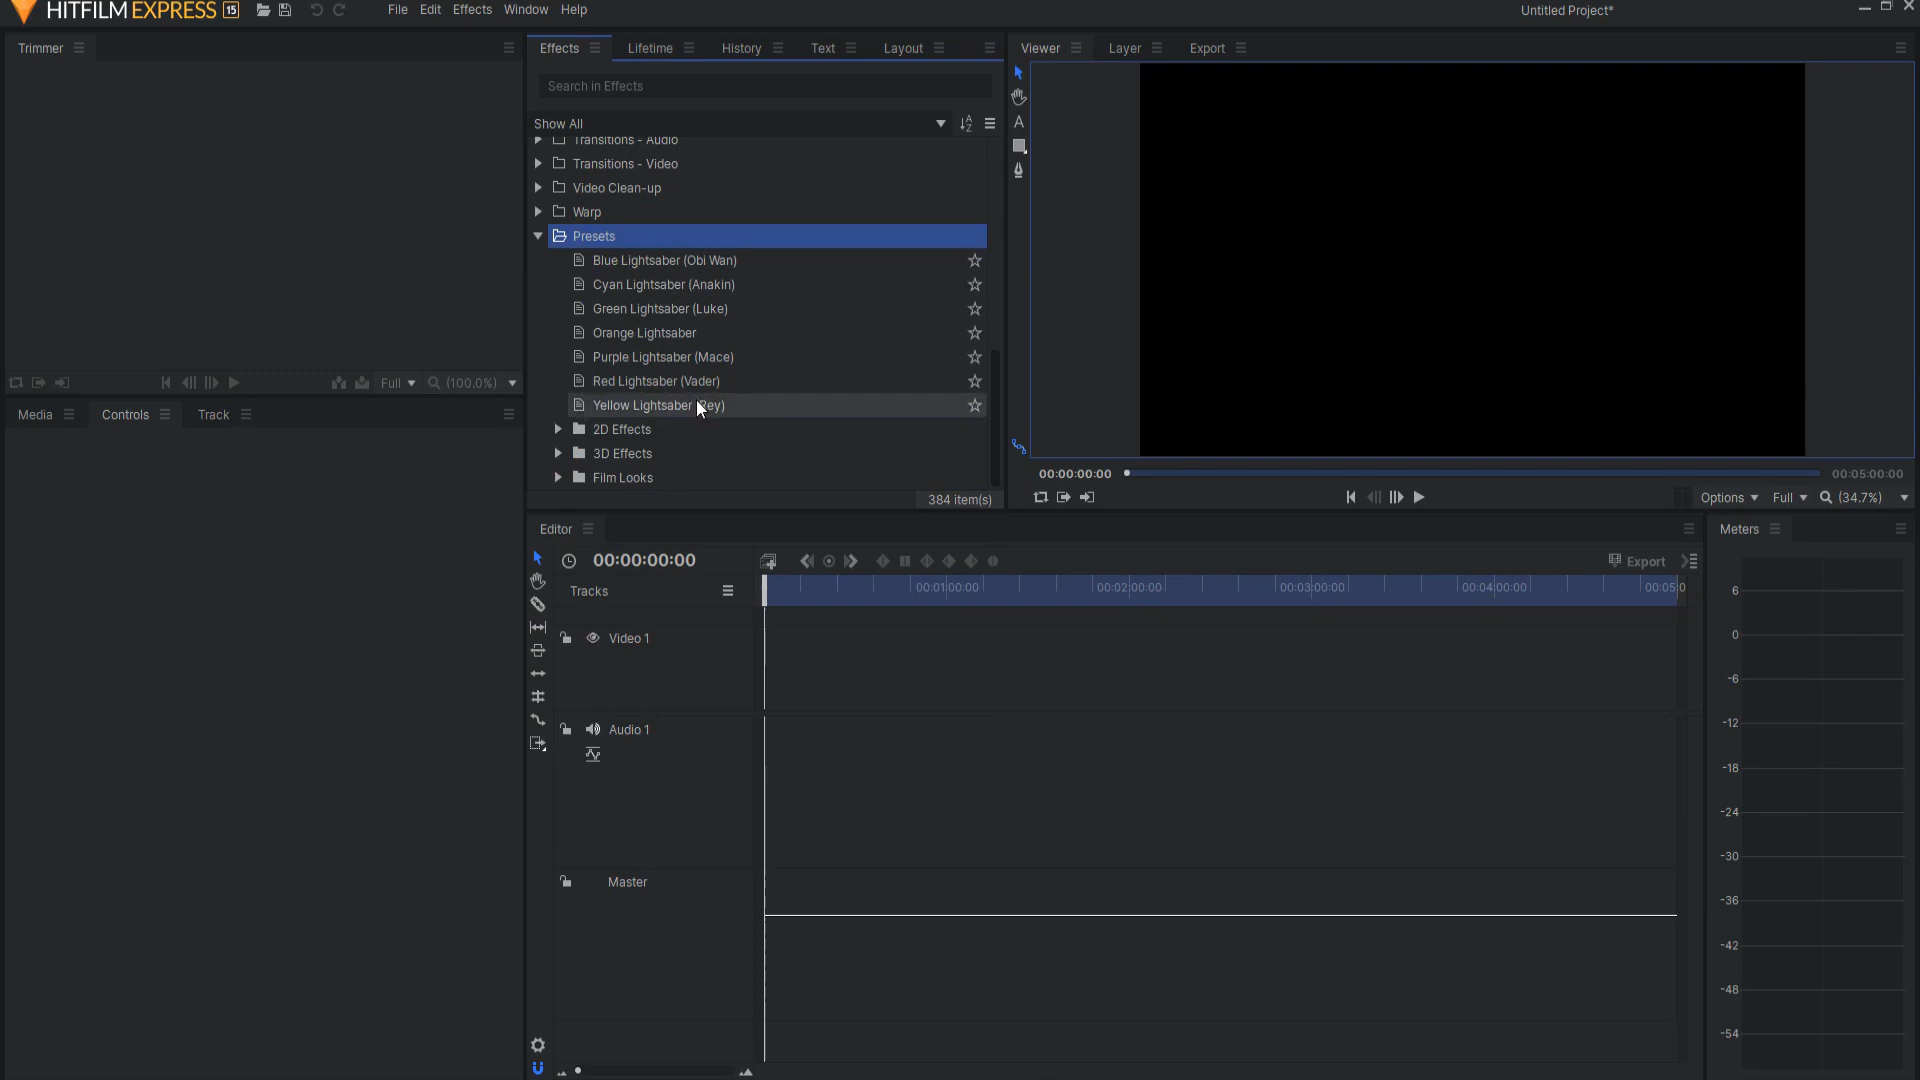 HITFILM EXPRESS 15
File Edit Effects Window Help
Untitled Project*
Trimmer
Effects Lifetime History Text Layout
Viewer Layer Export
Search in Effects
Show All
Transitions - Audio
Transitions - Video
Video Clean-up
Warp
Presets
Blue Lightsaber (Obi Wan)
Cyan Lightsaber (Anakin)
Green Lightsaber (Luke)
Orange Lightsaber
Purple Lightsaber (Mace)
Red Lightsaber (Vader)
Yellow Lightsaber (Rey)
2D Effects
3D Effects
Film Looks
384 item(s)
Full (100.0%)
Media Controls Track
00:00:00:00
00:05:00:00
Options Full (34.7%)
Editor
Meters
00:00:00:00
Export
Tracks
00:01:00:00 00:02:00:00 00:03:00:00 00:04:00:00 00:05:0
Video 1
Audio 1
Master
6
0
-6
-12
-18
-24
-30
-36
-42
-48
-54